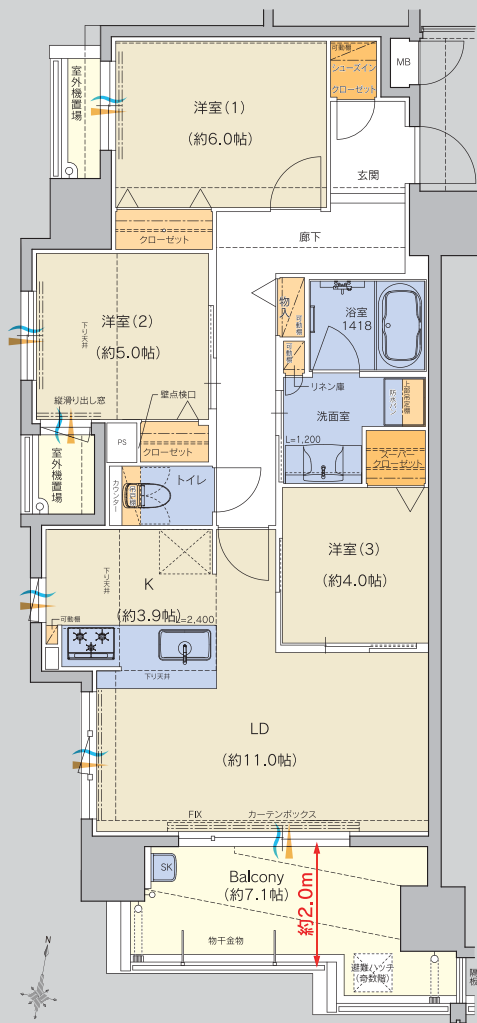 室外機置場
洋室(1)
(約6.0帖)
可動棚
シューズイン
クローゼット
MB
玄関
クローゼット
廊下
洋室(2)
(約5.0帖)
下り天井
縦滑り出し窓
物入
可動棚
浴室
1418
可動棚
リネン庫
洗面室
防水パン
上部吊戸棚
L=1,200
壁点検口
PS
クローゼット
スーパー
クローゼット
室外機置場
カウンター
吊戸棚
トイレ
洋室(3)
(約4.0帖)
下り天井
K
(約3.9帖)
L=2,400
可動棚
下り天井
LD
(約11.0帖)
FIX
カーテンボックス
SK
Balcony
(約7.1帖)
約2.0m
物干金物
避難ハッチ
(奇数階)
隔板
N